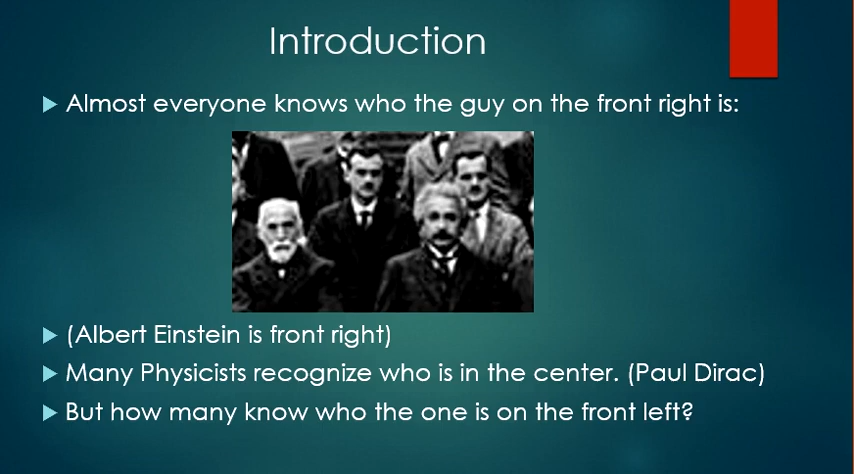 Introduction
Almost everyone knows who the guy on the front right is:
(Albert Einstein is front right)
Many Physicists recognize who is in the center. (Paul Dirac)
But how many know who the one is on the front left?